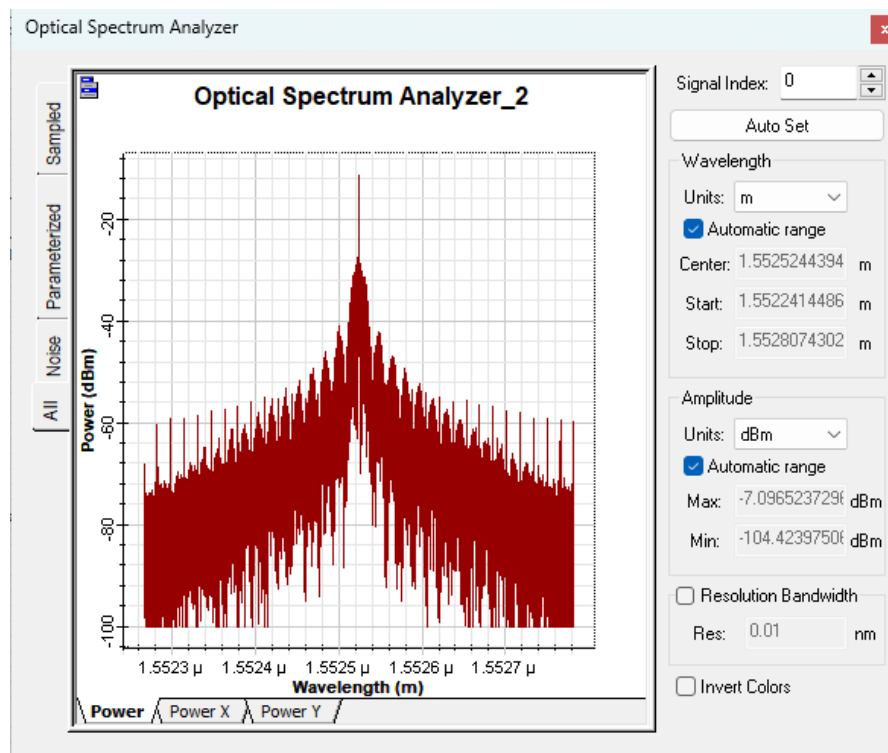 Optical Spectrum Analyzer
x
Sampled
Parameterized
Noise
All
Optical Spectrum Analyzer_2
Power (dBm)
-20
-40
-60
-80
-100
1.5523 µ 1.5524 µ 1.5525 µ 1.5526 µ 1.5527 µ
Wavelength (m)
Power Power X Power Y
Signal Index: 0
Auto Set
Wavelength
Units: m
Automatic range
Center: 1.5525244394 m
Start: 1.5522414486 m
Stop: 1.5528074302 m
Amplitude
Units: dBm
Automatic range
Max: -7.0965237296 dBm
Min: -104.42397506 dBm
Resolution Bandwidth
Res: 0.01 nm
Invert Colors